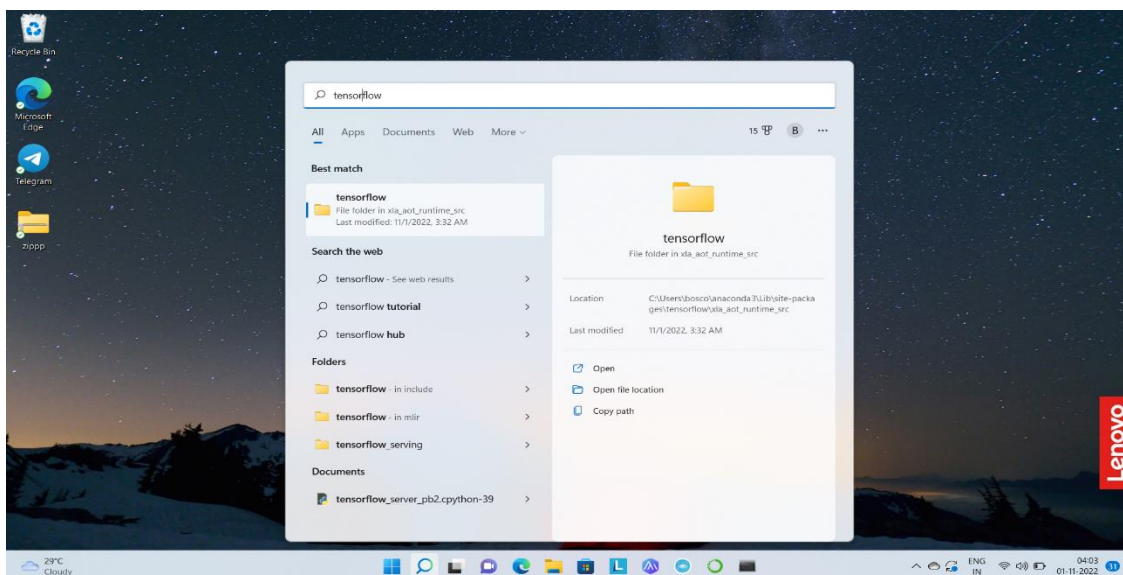 Recycle Bin
Microsoft
Edge
Telegram
zippp
tensorflow
All Apps Documents Web More
15 B ...
Best match
tensorflow
File folder in xla_aot_runtime_src
Last modified: 11/1/2022, 3:32 AM
Search the web
tensorflow - See web results
tensorflow tutorial
tensorflow hub
Folders
tensorflow - in include
tensorflow - in mlir
tensorflow_serving
Documents
tensorflow_server_pb2.cpython-39
tensorflow
File folder in xla_aot_runtime_src
Location C:\Users\bosco\anaconda3\Lib\site-packa
ges\tensorflow\xla_aot_runtime_src
Last modified 11/1/2022, 3:32 AM
Open
Open file location
Copy path
Lenovo
29°C
Cloudy
L
ENG
IN
04:03
01-11-2022
31